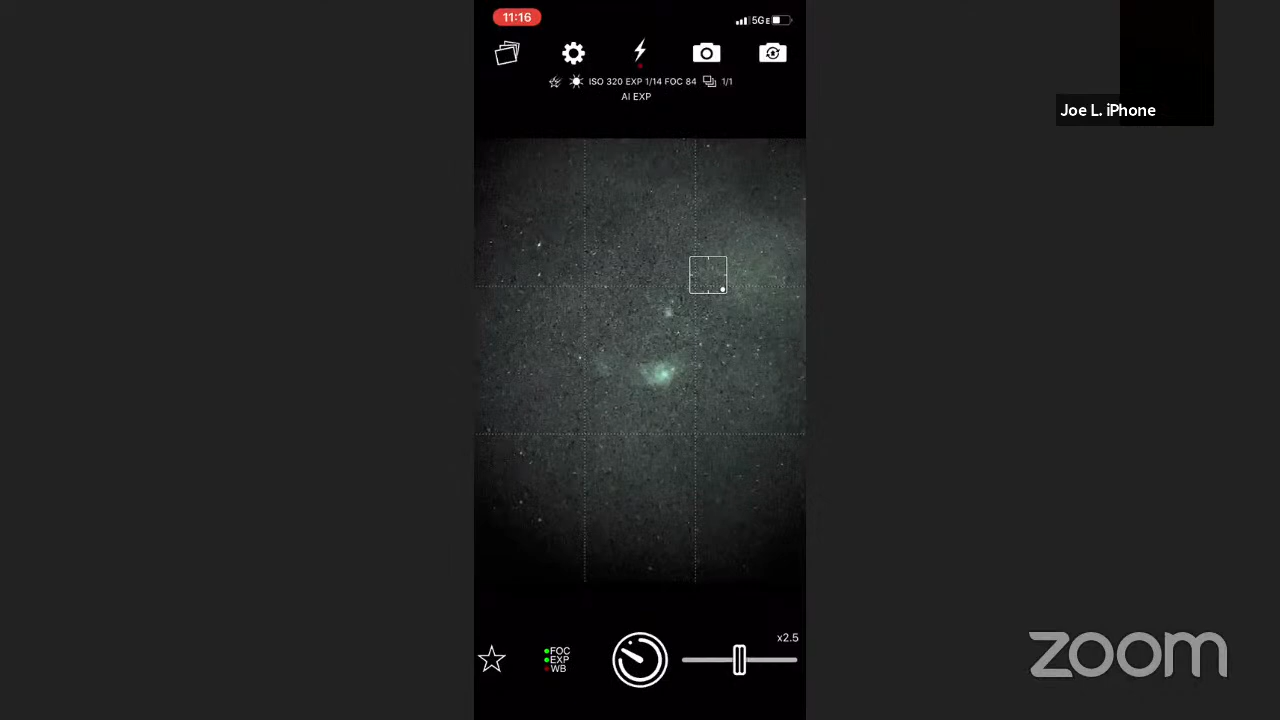 11:16
5GE
ISO 320 EXP 1/14 FOC 84 1/1
AI EXP
Joe L. iPhone
x2.5
FOC
EXP
WB
zoom